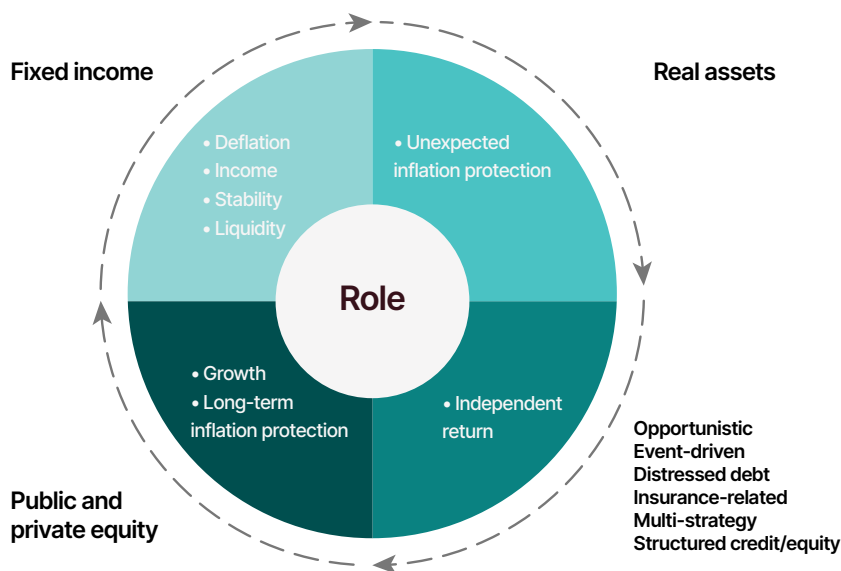 Fixed income
Real assets
• Deflation
• Income
• Stability
• Liquidity
• Unexpected
inflation protection
Role
• Growth
• Long-term
inflation protection
• Independent
return
Public and
private equity
Opportunistic
Event-driven
Distressed debt
Insurance-related
Multi-strategy
Structured credit/equity